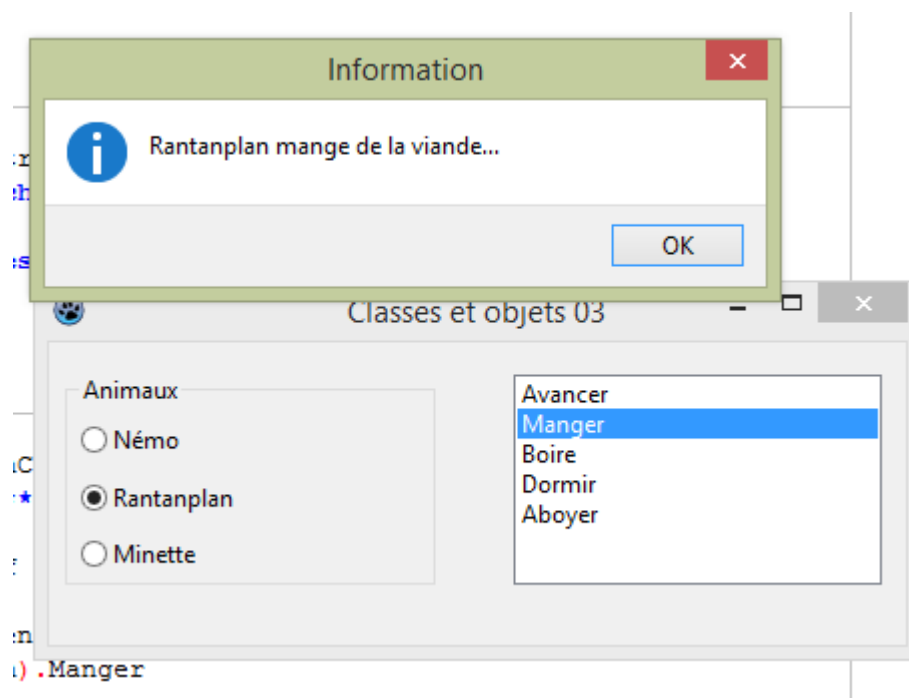 Information
Rantanplan mange de la viande...
OK
Classes et objets 03
Animaux
Némo
Rantanplan
Minette
Avancer
Manger
Boire
Dormir
Aboyer
).Manger